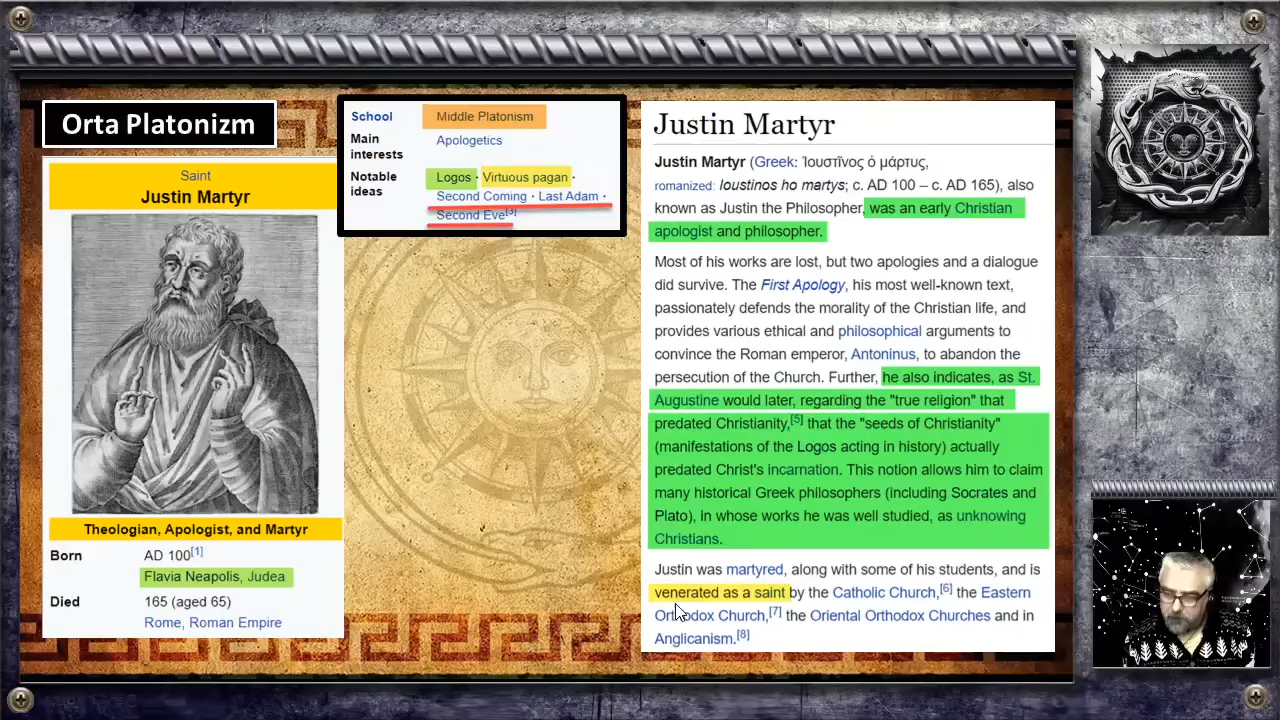 Orta Platonizm
Saint
Justin Martyr
Theologian, Apologist, and Martyr
Born AD 100[1]
Flavia Neapolis, Judea
Died 165 (aged 65)
Rome, Roman Empire
School Middle Platonism
Main interests Apologetics
Notable ideas Logos · Virtuous pagan ·
Second Coming · Last Adam ·
Second Eve[3]
Justin Martyr
Justin Martyr (Greek: Ἰουστῖνος ὁ μάρτυς,
romanized: Ioustinos ho martys; c. AD 100 – c. AD 165), also
known as Justin the Philosopher, was an early Christian
apologist and philosopher.
Most of his works are lost, but two apologies and a dialogue
did survive. The First Apology, his most well-known text,
passionately defends the morality of the Christian life, and
provides various ethical and philosophical arguments to
convince the Roman emperor, Antoninus, to abandon the
persecution of the Church. Further, he also indicates, as St.
Augustine would later, regarding the "true religion" that
predated Christianity,[5] that the "seeds of Christianity"
(manifestations of the Logos acting in history) actually
predated Christ's incarnation. This notion allows him to claim
many historical Greek philosophers (including Socrates and
Plato), in whose works he was well studied, as unknowing
Christians.
Justin was martyred, along with some of his students, and is
venerated as a saint by the Catholic Church,[6] the Eastern
Orthodox Church,[7] the Oriental Orthodox Churches and in
Anglicanism.[8]